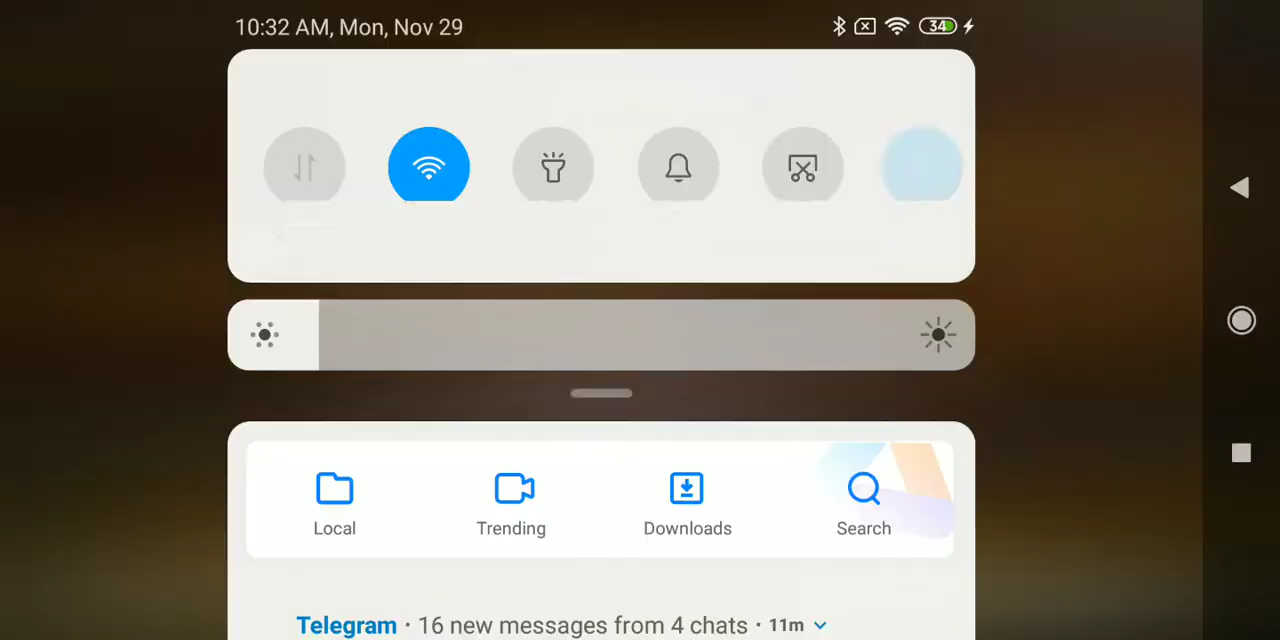 10:32 AM, Mon, Nov 29
34
Local
Trending
Downloads
Search
Telegram · 16 new messages from 4 chats · 11m